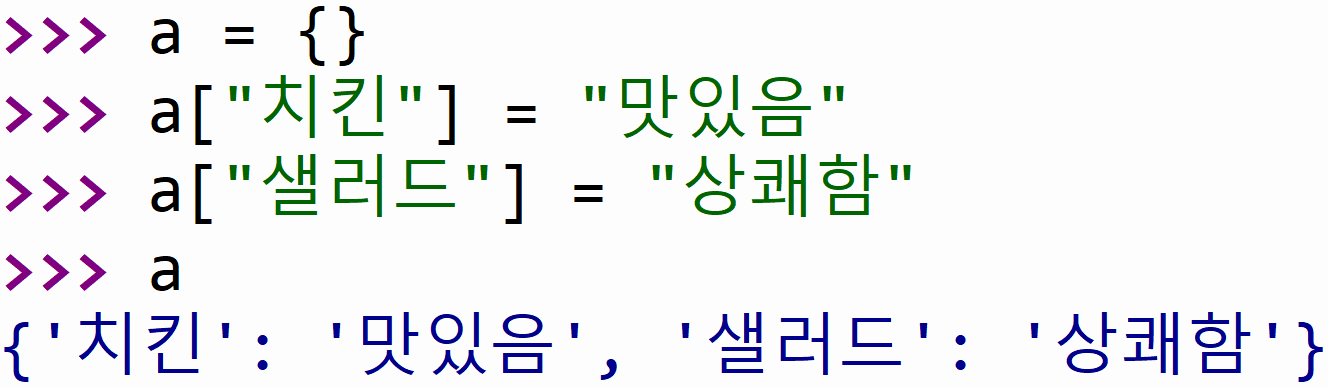 >>> a = {}
>>> a["치킨"] = "맛있음"
>>> a["샐러드"] = "상쾌함"
>>> a
{'치킨': '맛있음', '샐러드': '상쾌함'}